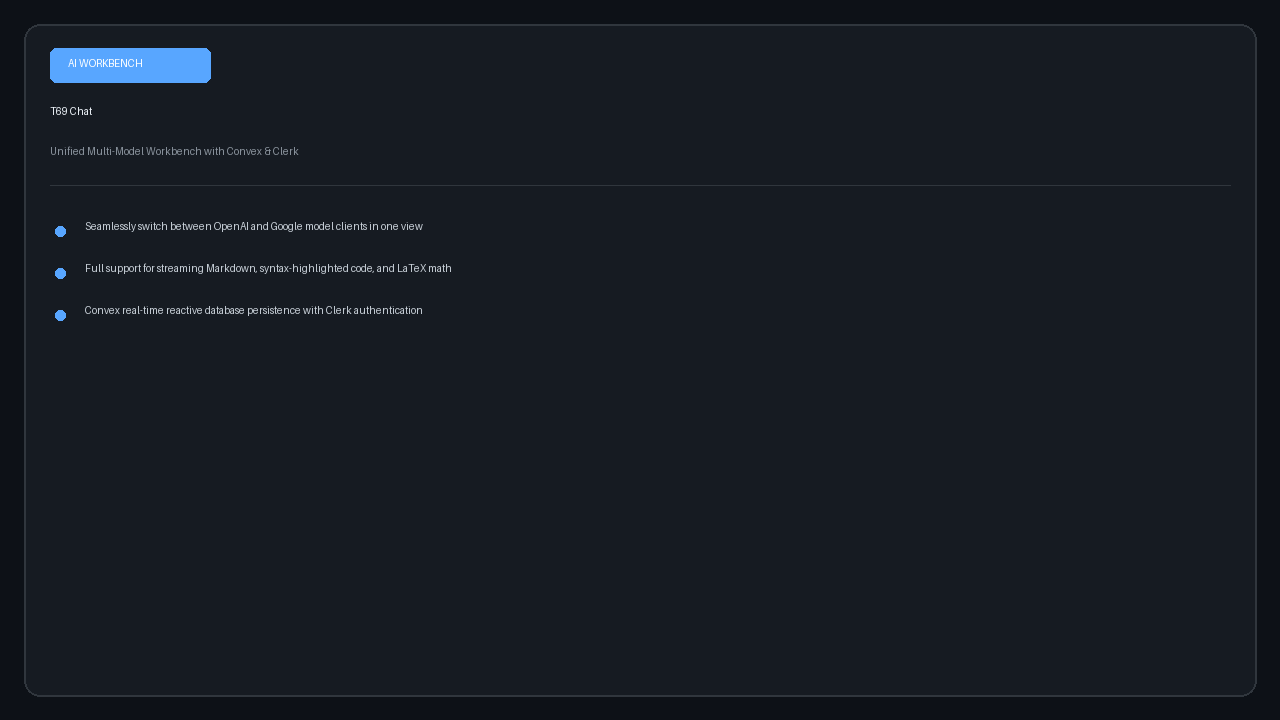 AI WORKBENCH
T69 Chat
Unified Multi-Model Workbench with Convex & Clerk
Seamlessly switch between OpenAI and Google model clients in one view
Full support for streaming Markdown, syntax-highlighted code, and LaTeX math
Convex real-time reactive database persistence with Clerk authentication